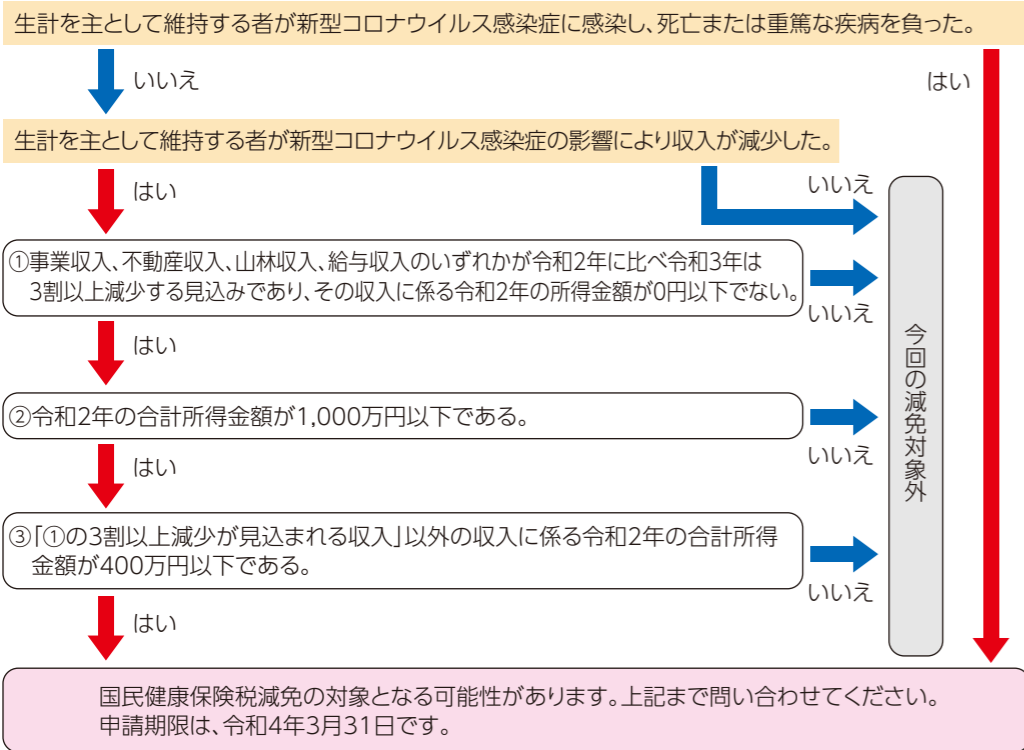 生計を主として維持する者が新型コロナウイルス感染症に感染し、死亡または重篤な疾病を負った。
いいえ
はい
生計を主として維持する者が新型コロナウイルス感染症の影響により収入が減少した。
はい
いいえ
①事業収入、不動産収入、山林収入、給与収入のいずれかが令和2年に比べ令和3年は
3割以上減少する見込みであり、その収入に係る令和2年の所得金額が0円以下でない。
いいえ
はい
②令和2年の合計所得金額が1,000万円以下である。
いいえ
はい
③「①の3割以上減少が見込まれる収入」以外の収入に係る令和2年の合計所得
金額が400万円以下である。
いいえ
はい
今回の減免対象外
国民健康保険税減免の対象となる可能性があります。上記まで問い合わせてください。
申請期限は、令和4年3月31日です。